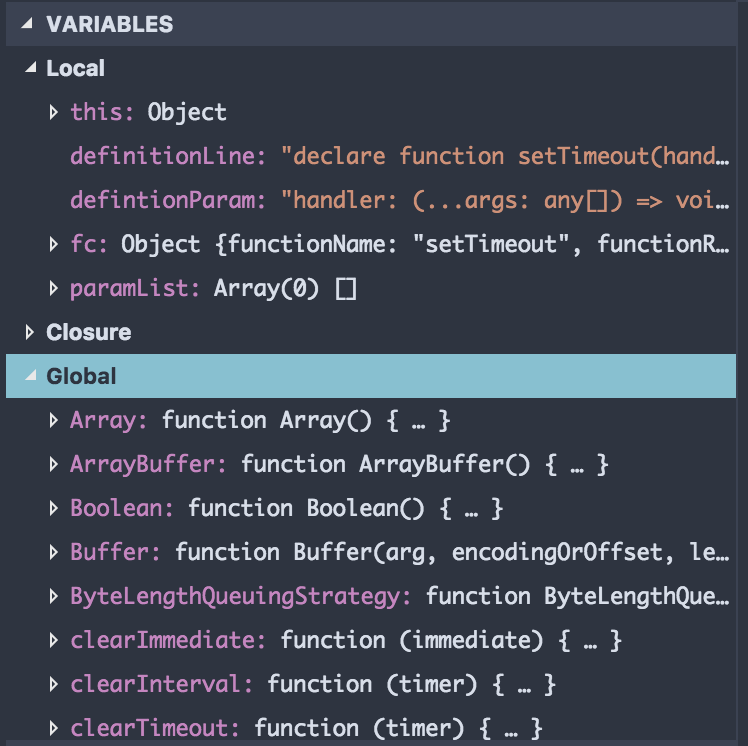 VARIABLES
Local
this: Object
definitionLine: "declare function setTimeout(hand…
defintionParam: "handler: (...args: any[]) => voi…
fc: Object {functionName: "setTimeout", functionR…
paramList: Array(0) []
Closure
Global
Array: function Array() { … }
ArrayBuffer: function ArrayBuffer() { … }
Boolean: function Boolean() { … }
Buffer: function Buffer(arg, encodingOrOffset, le…
ByteLengthQueuingStrategy: function ByteLengthQue…
clearImmediate: function (immediate) { … }
clearInterval: function (timer) { … }
clearTimeout: function (timer) { … }